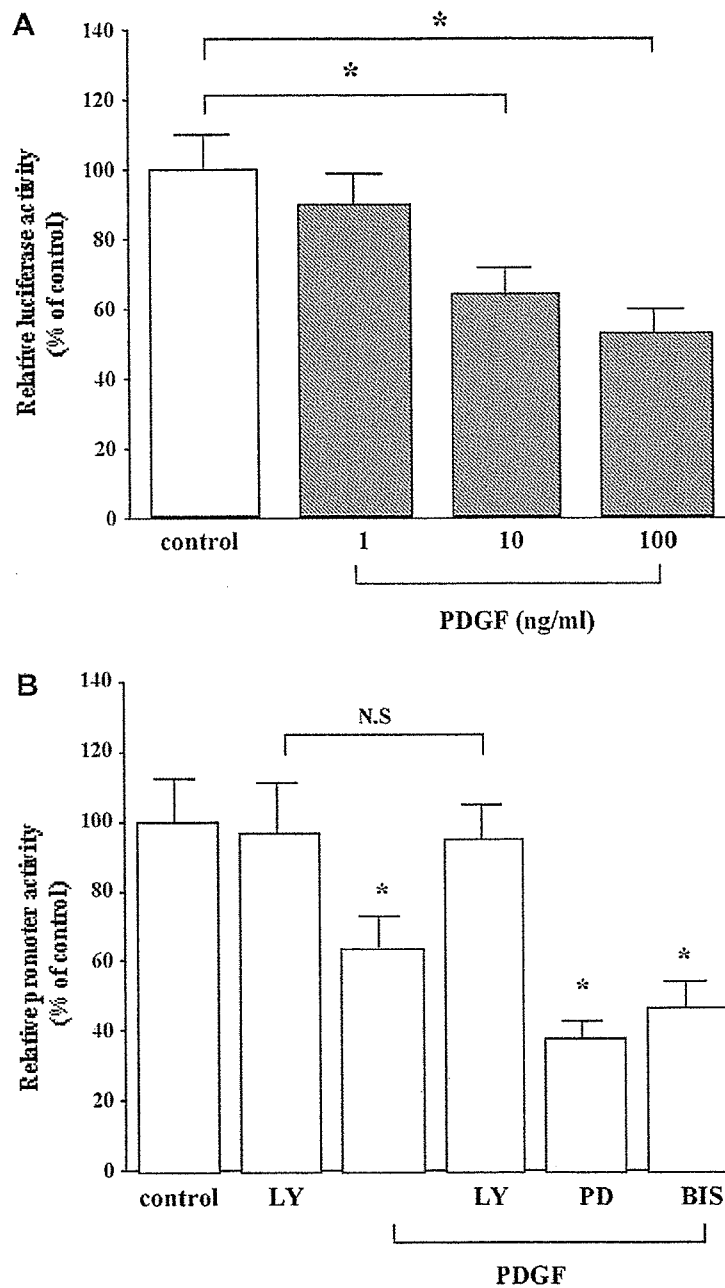 A
140
120
100
80
60
40
20
0
Relative luciferase activity
(% of control)
*
*
control 1 10 100
PDGF (ng/ml)
B
140
120
100
80
60
40
20
0
Relative promoter activity
(% of control)
N.S
*
*
*
control LY LY PD BIS
PDGF